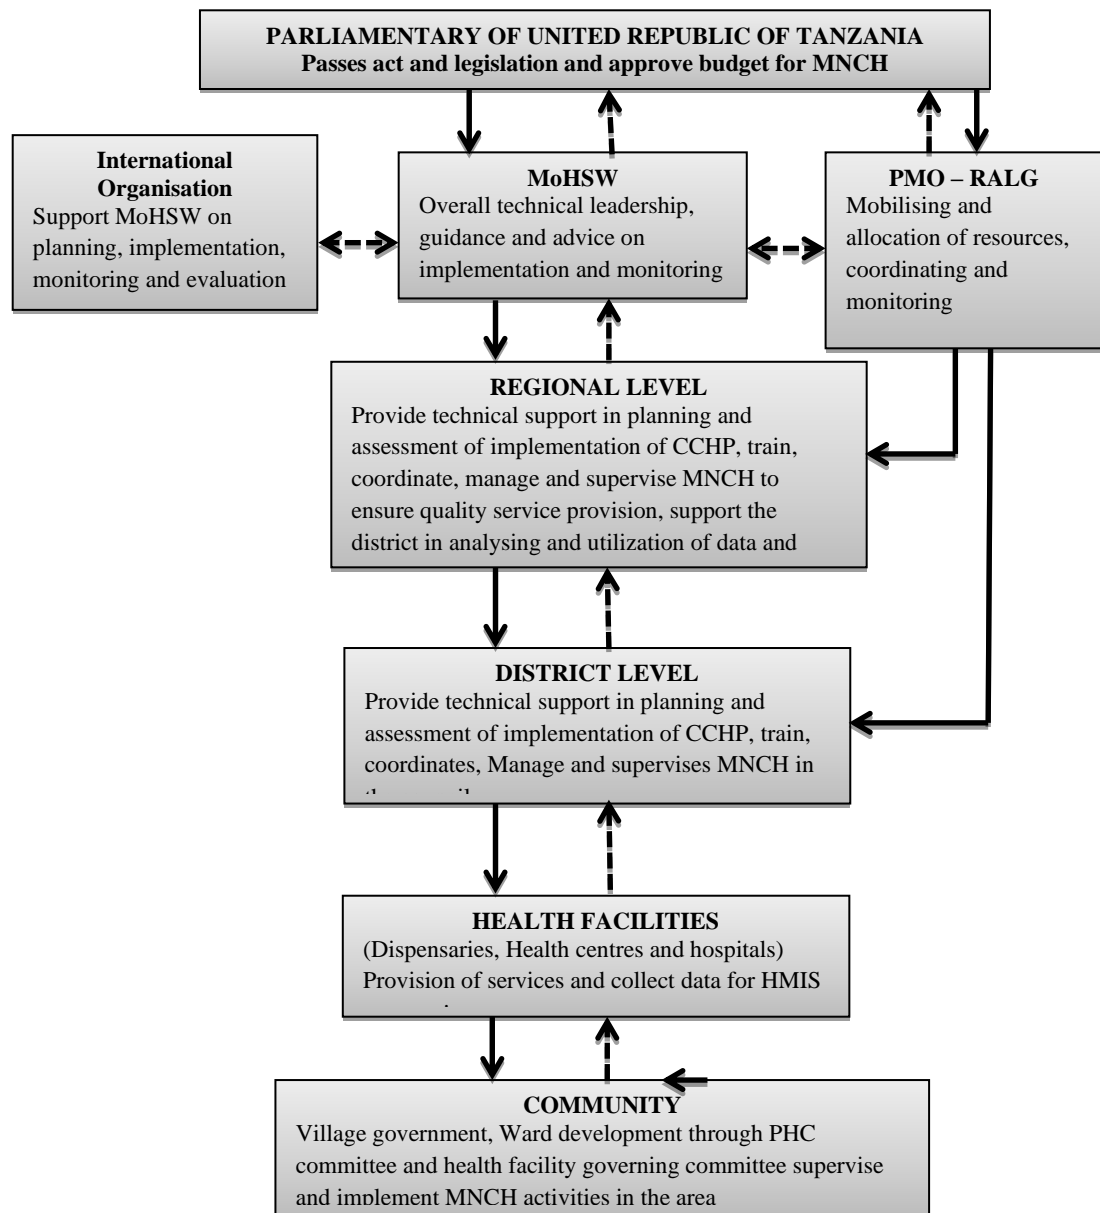 PARLIAMENTARY OF UNITED REPUBLIC OF TANZANIA
Passes act and legislation and approve budget for MNCH
International
Organisation
Support MoHSW on
planning, implementation,
monitoring and evaluation
MoHSW
Overall technical leadership,
guidance and advice on
implementation and monitoring
PMO – RALG
Mobilising and
allocation of resources,
coordinating and
monitoring
REGIONAL LEVEL
Provide technical support in planning and
assessment of implementation of CCHP, train,
coordinate, manage and supervise MNCH to
ensure quality service provision, support the
district in analysing and utilization of data and
DISTRICT LEVEL
Provide technical support in planning and
assessment of implementation of CCHP, train,
coordinates, Manage and supervises MNCH in
HEALTH FACILITIES
(Dispensaries, Health centres and hospitals)
Provision of services and collect data for HMIS
COMMUNITY
Village government, Ward development through PHC
committee and health facility governing committee supervise
and implement MNCH activities in the area